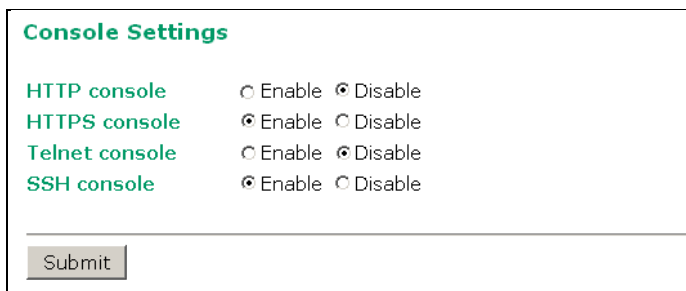 Console Settings
HTTP console Enable Disable
HTTPS console Enable Disable
Telnet console Enable Disable
SSH console Enable Disable
Submit